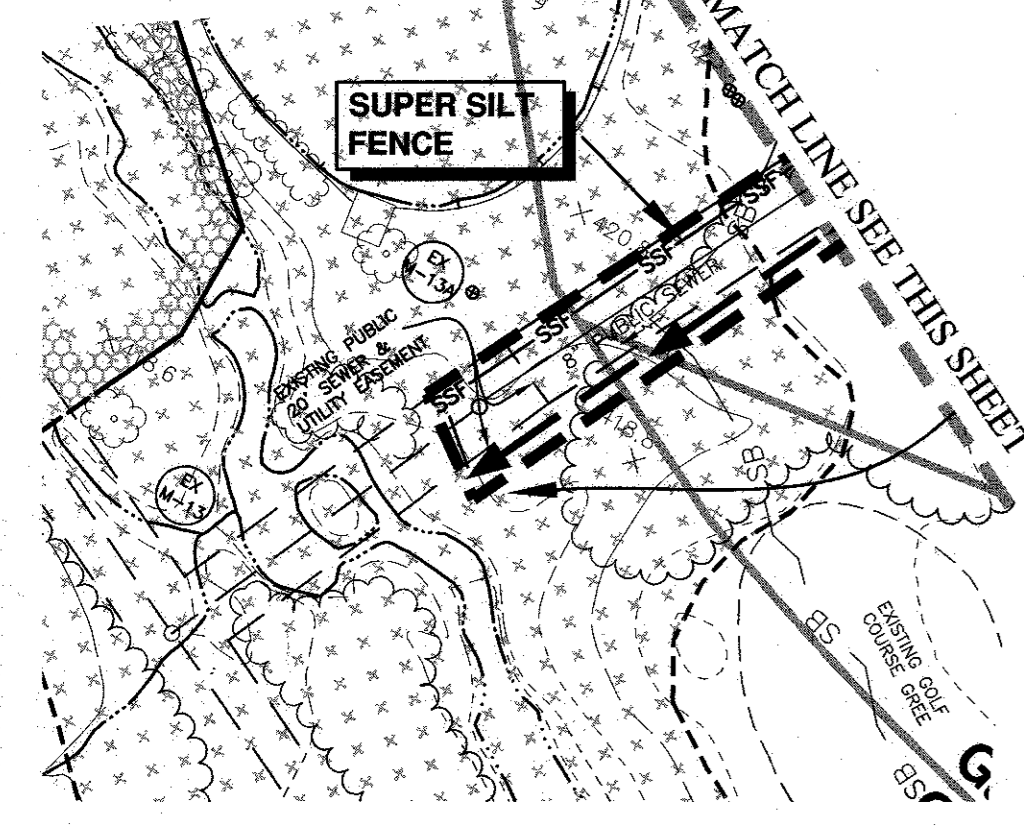 MATCH LINE SEE THIS SHEET
SUPER SILT
FENCE
SSF
SB
420
SSF
EX
M-13A
PUBLIC SEWER
SSF
8"
EXISTING PUBLIC
20' SEWER &
UTILITY EASEMENT
SSF
SB
EX
M-13
SB
EXISTING GOLF
COURSE GREE
SB
G